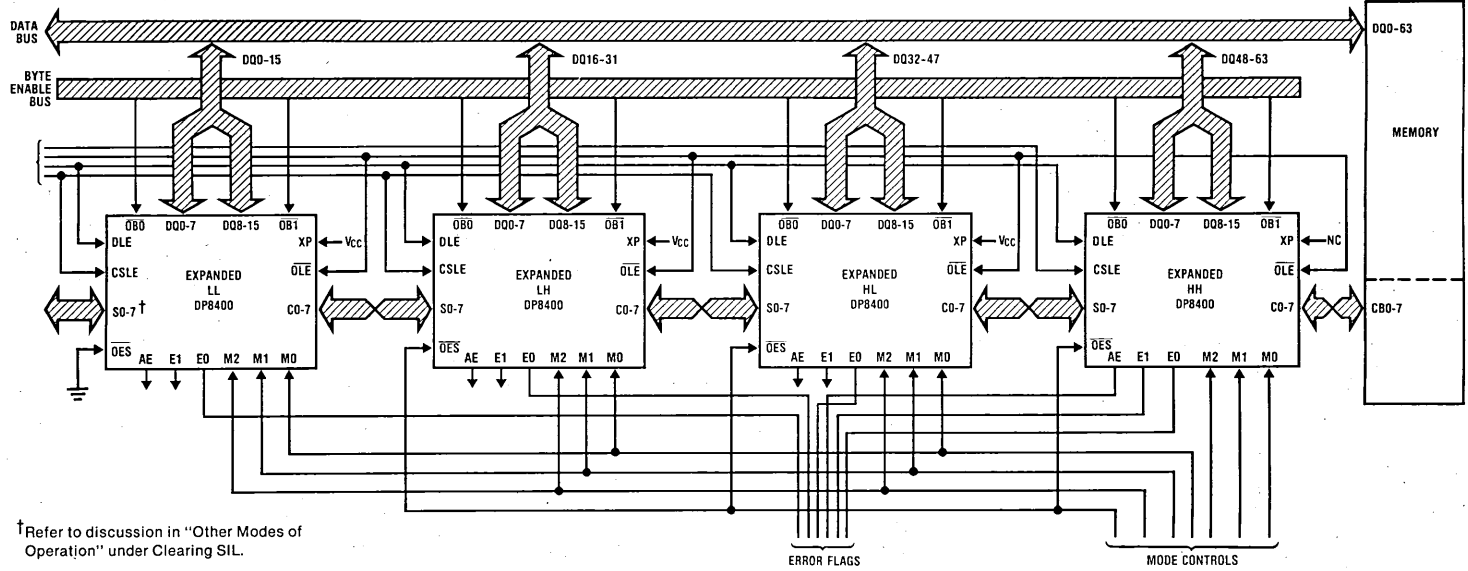 DATA
BUS
DQ0-15
DQ16-31
DQ32-47
DQ48-63
DQ0-63
BYTE
ENABLE
BUS
MEMORY
OB0 DQ0-7 DQ8-15 OB1
DLE XP VCC
CSLE OLE
EXPANDED
LL
DP8400
S0-7† C0-7
OES AE E1 E0 M2 M1 M0
OB0 DQ0-7 DQ8-15 OB1
DLE XP VCC
CSLE OLE
EXPANDED
LH
DP8400
S0-7 C0-7
OES AE E1 E0 M2 M1 M0
OB0 DQ0-7 DQ8-15 OB1
DLE XP VCC
CSLE OLE
EXPANDED
HL
DP8400
S0-7 C0-7
OES AE E1 E0 M2 M1 M0
OB0 DQ0-7 DQ8-15 OB1
DLE XP NC
CSLE OLE
EXPANDED
HH
DP8400
S0-7 C0-7
OES AE E1 E0 M2 M1 M0
CB0-7
†Refer to discussion in "Other Modes of
Operation" under Clearing SIL.
ERROR FLAGS
MODE CONTROLS